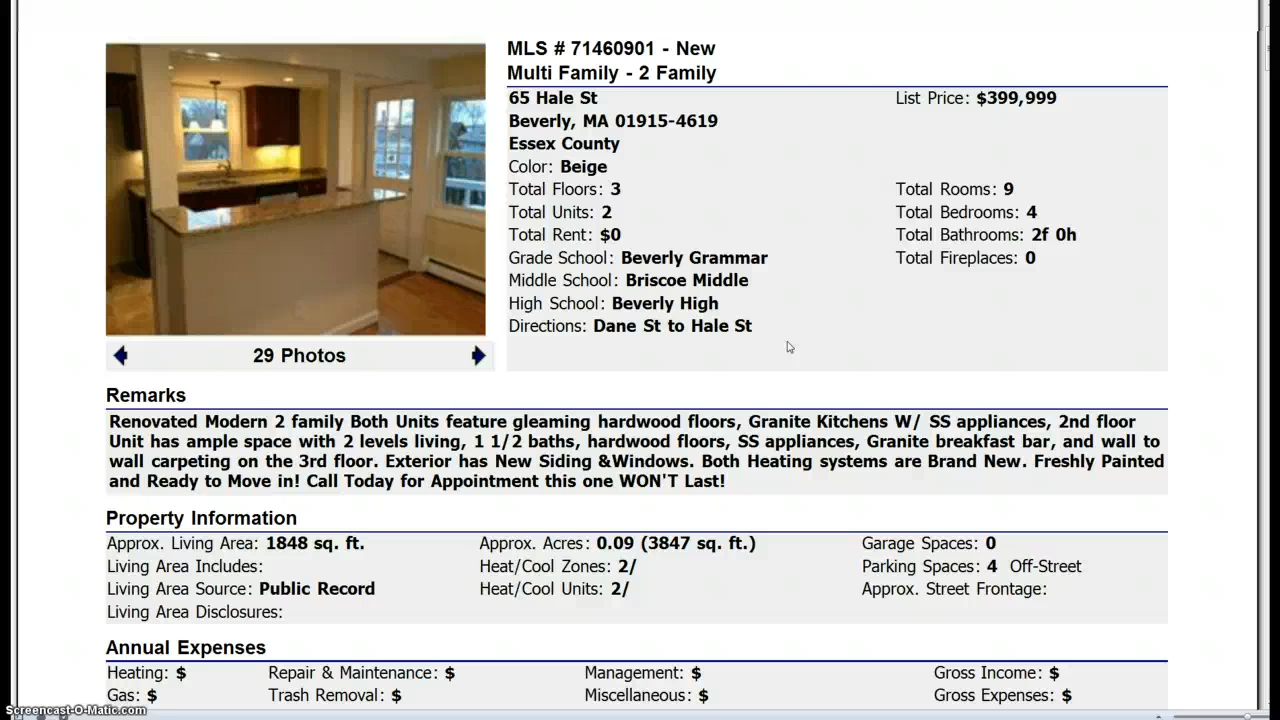 MLS # 71460901 - New
Multi Family - 2 Family
65 Hale St
List Price: $399,999
Beverly, MA 01915-4619
Essex County
Color: Beige
Total Floors: 3
Total Rooms: 9
Total Units: 2
Total Bedrooms: 4
Total Rent: $0
Total Bathrooms: 2f 0h
Grade School: Beverly Grammar
Total Fireplaces: 0
Middle School: Briscoe Middle
High School: Beverly High
Directions: Dane St to Hale St
29 Photos
Remarks
Renovated Modern 2 family Both Units feature gleaming hardwood floors, Granite Kitchens W/ SS appliances, 2nd floor
Unit has ample space with 2 levels living, 1 1/2 baths, hardwood floors, SS appliances, Granite breakfast bar, and wall to
wall carpeting on the 3rd floor. Exterior has New Siding &Windows. Both Heating systems are Brand New. Freshly Painted
and Ready to Move in! Call Today for Appointment this one WON'T Last!
Property Information
Approx. Living Area: 1848 sq. ft.
Approx. Acres: 0.09 (3847 sq. ft.)
Garage Spaces: 0
Living Area Includes:
Heat/Cool Zones: 2/
Parking Spaces: 4 Off-Street
Living Area Source: Public Record
Heat/Cool Units: 2/
Approx. Street Frontage:
Living Area Disclosures:
Annual Expenses
Heating: $
Repair & Maintenance: $
Management: $
Gross Income: $
Gas: $
Trash Removal: $
Miscellaneous: $
Gross Expenses: $
Screencast-O-Matic.com